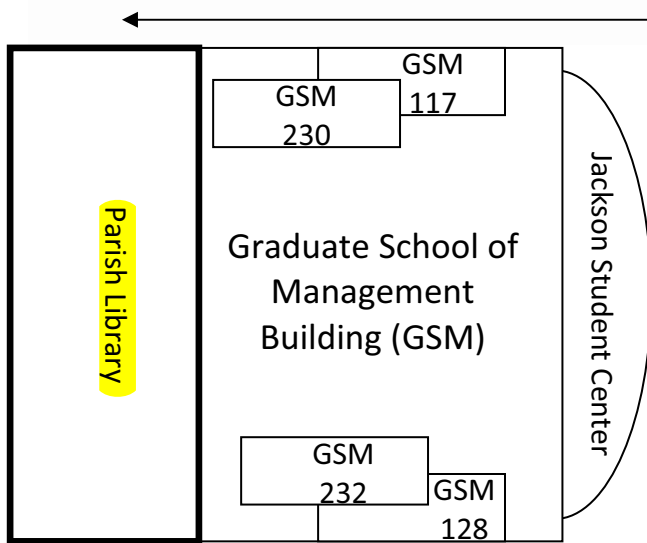 GSM
117
GSM
230
Parish Library
Graduate School of
Management
Building (GSM)
Jackson Student Center
GSM
232
GSM
128